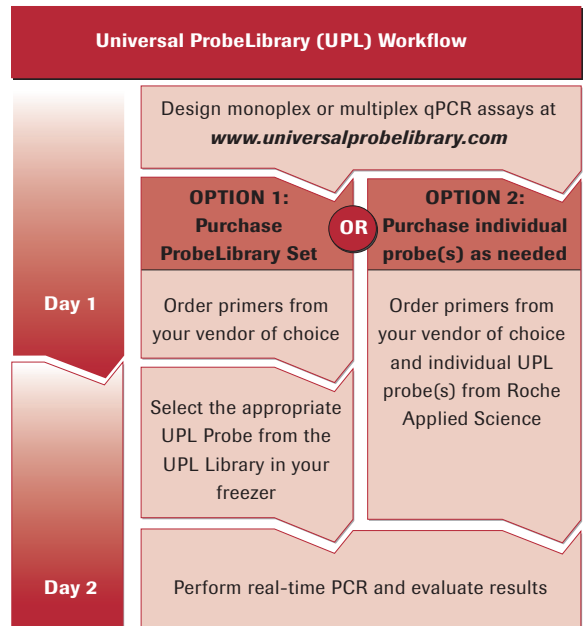 Universal ProbeLibrary (UPL) Workflow
Design monoplex or multiplex qPCR assays at
www.universalprobelibrary.com
OPTION 1:
Purchase
ProbeLibrary Set
OR
OPTION 2:
Purchase individual
probe(s) as needed
Day 1
Order primers from
your vendor of choice
Order primers from
your vendor of choice
and individual UPL
probe(s) from Roche
Applied Science
Select the appropriate
UPL Probe from the
UPL Library in your
freezer
Day 2
Perform real-time PCR and evaluate results